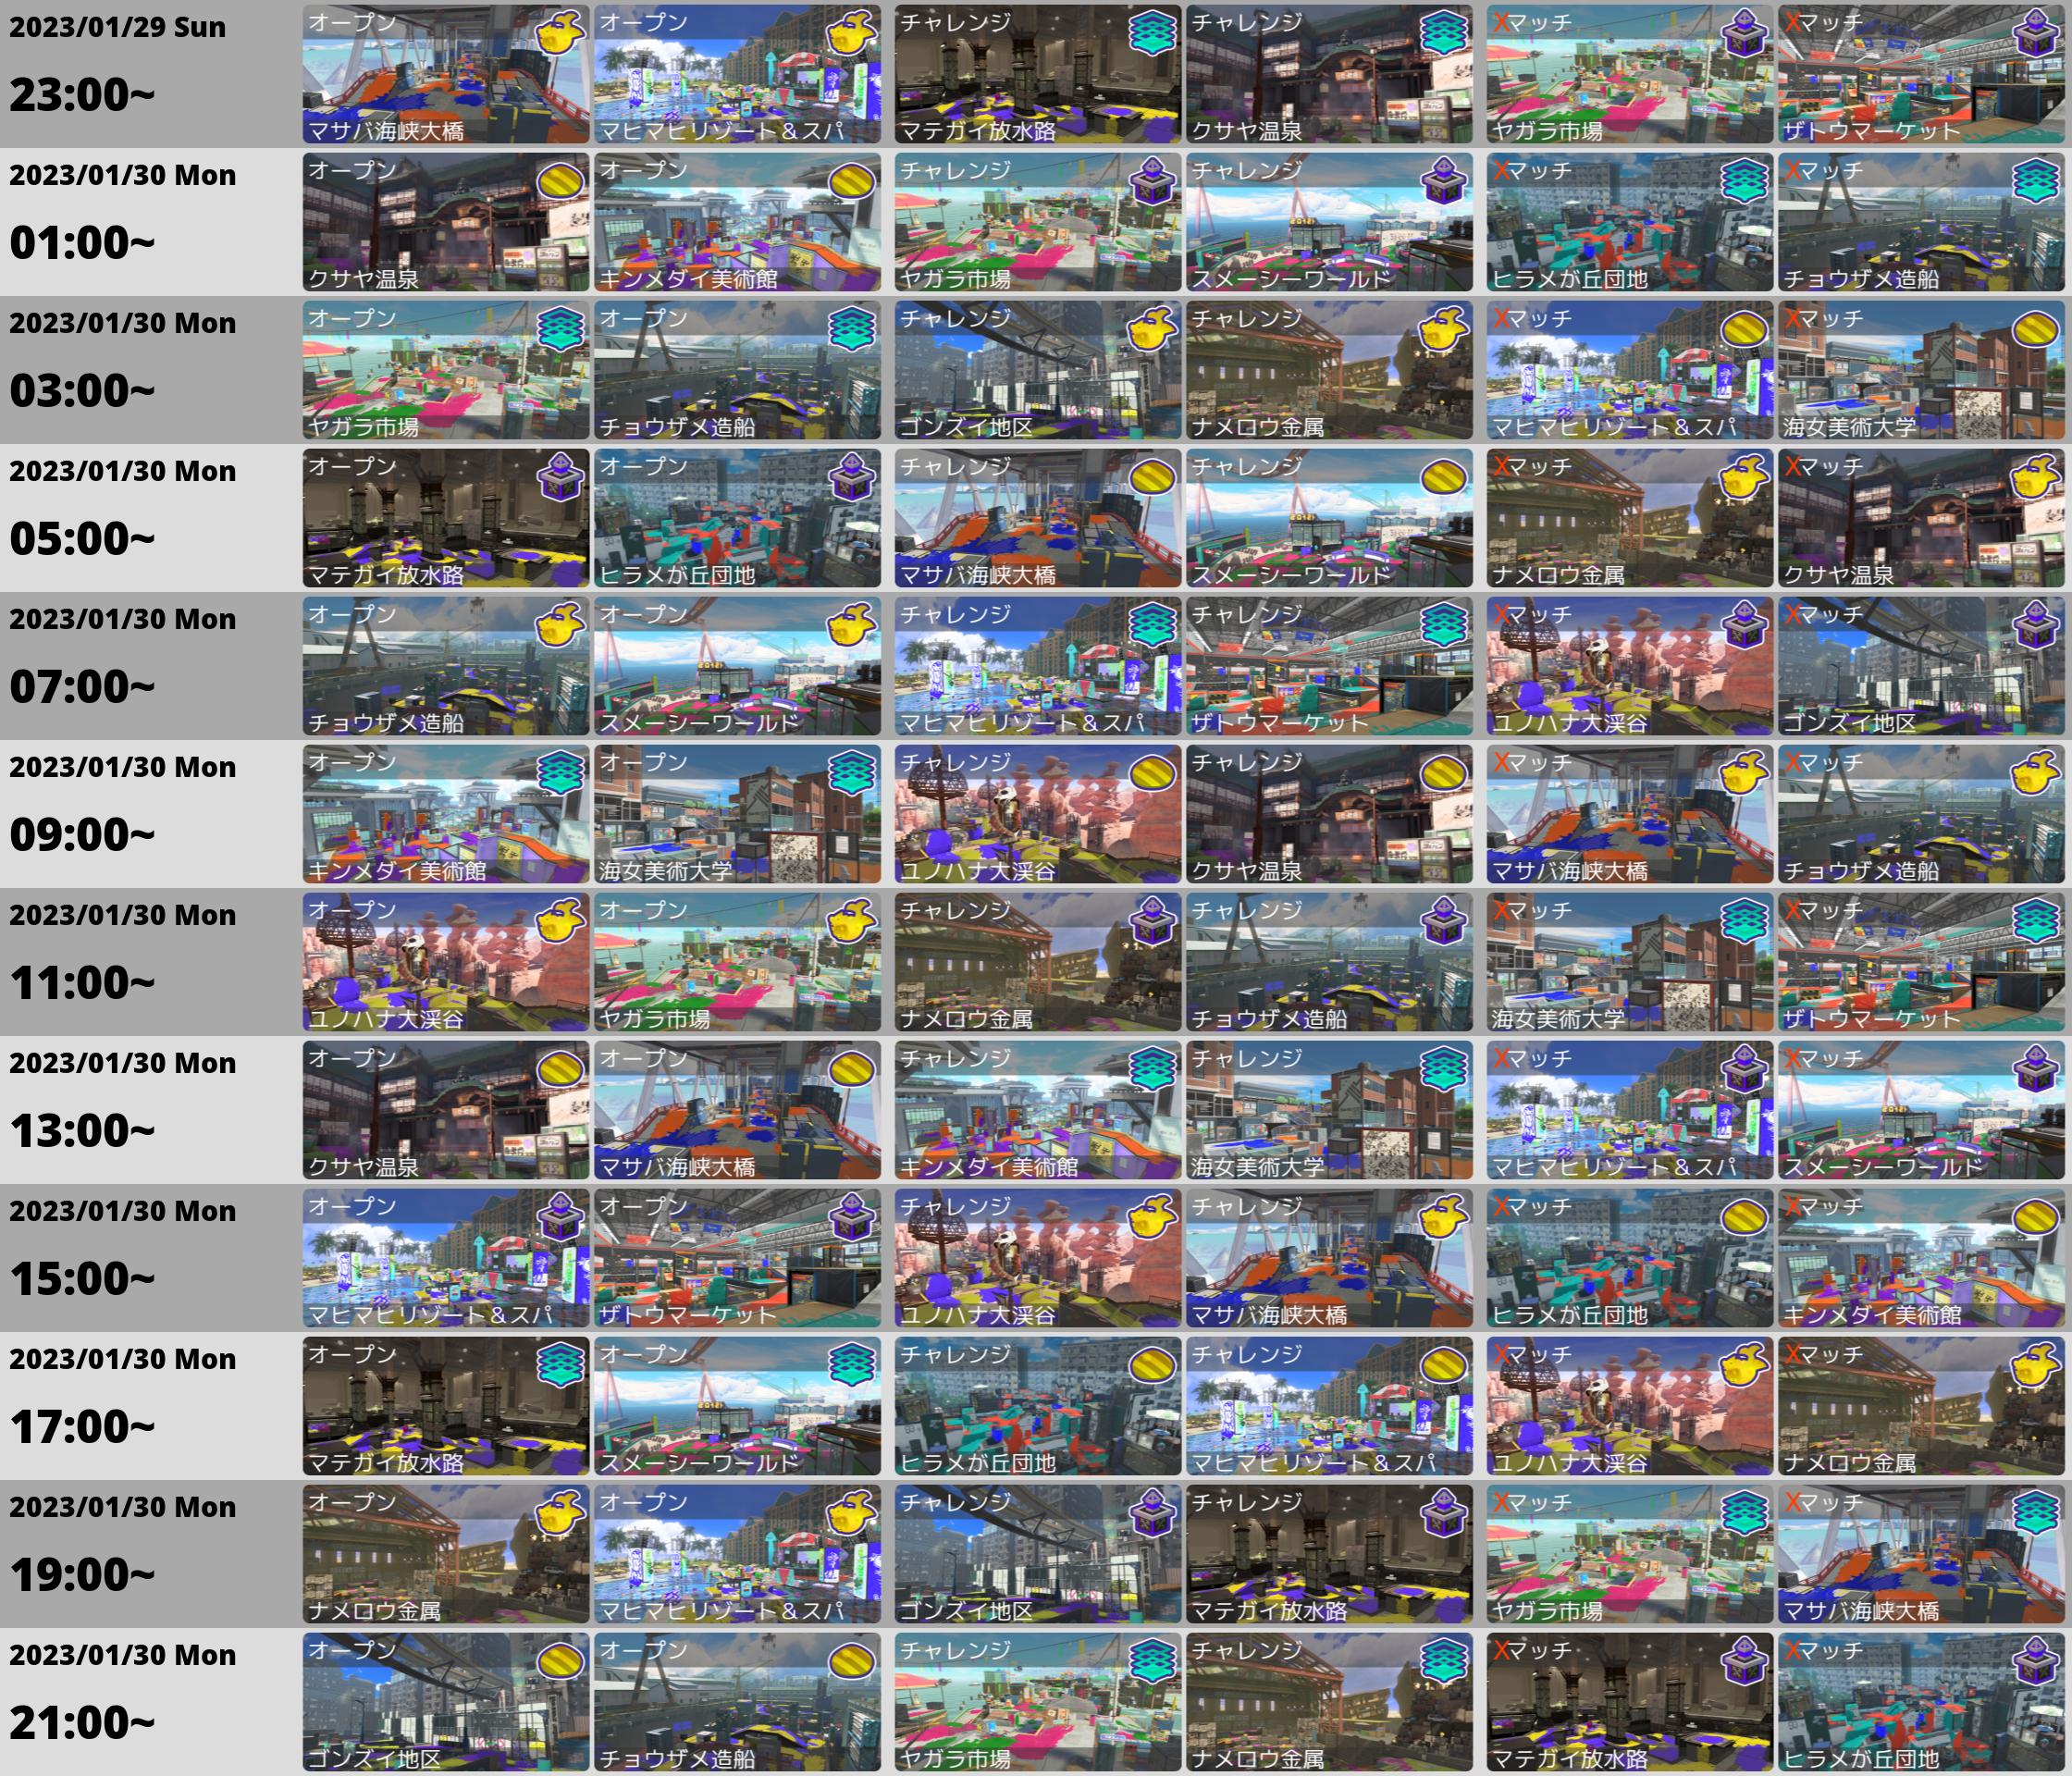 2023/01/29 Sun
23:00~
オープン オープン チャレンジ チャレンジ Xマッチ Xマッチ
マサバ海峡大橋 マヒマヒリゾート＆スパ マテガイ放水路 クサヤ温泉 ヤガラ市場 ザトウマーケット
2023/01/30 Mon
01:00~
オープン オープン チャレンジ チャレンジ Xマッチ Xマッチ
クサヤ温泉 キンメダイ美術館 ヤガラ市場 スメーシーワールド ヒラメが丘団地 チョウザメ造船
2023/01/30 Mon
03:00~
オープン オープン チャレンジ チャレンジ Xマッチ Xマッチ
ヤガラ市場 チョウザメ造船 ゴンズイ地区 ナメロウ金属 マヒマヒリゾート＆スパ 海女美術大学
2023/01/30 Mon
05:00~
オープン オープン チャレンジ チャレンジ Xマッチ Xマッチ
マテガイ放水路 ヒラメが丘団地 マサバ海峡大橋 スメーシーワールド ナメロウ金属 クサヤ温泉
2023/01/30 Mon
07:00~
オープン オープン チャレンジ チャレンジ Xマッチ Xマッチ
チョウザメ造船 スメーシーワールド マヒマヒリゾート＆スパ ザトウマーケット ユノハナ大渓谷 ゴンズイ地区
2023/01/30 Mon
09:00~
オープン オープン チャレンジ チャレンジ Xマッチ Xマッチ
キンメダイ美術館 海女美術大学 ユノハナ大渓谷 クサヤ温泉 マサバ海峡大橋 チョウザメ造船
2023/01/30 Mon
11:00~
オープン オープン チャレンジ チャレンジ Xマッチ Xマッチ
ユノハナ大渓谷 ヤガラ市場 ナメロウ金属 チョウザメ造船 海女美術大学 ザトウマーケット
2023/01/30 Mon
13:00~
オープン オープン チャレンジ チャレンジ Xマッチ Xマッチ
クサヤ温泉 マサバ海峡大橋 キンメダイ美術館 海女美術大学 マヒマヒリゾート＆スパ スメーシーワールド
2023/01/30 Mon
15:00~
オープン オープン チャレンジ チャレンジ Xマッチ Xマッチ
マヒマヒリゾート＆スパ ザトウマーケット ユノハナ大渓谷 マサバ海峡大橋 ヒラメが丘団地 キンメダイ美術館
2023/01/30 Mon
17:00~
オープン オープン チャレンジ チャレンジ Xマッチ Xマッチ
マテガイ放水路 スメーシーワールド ヒラメが丘団地 マヒマヒリゾート＆スパ ユノハナ大渓谷 ナメロウ金属
2023/01/30 Mon
19:00~
オープン オープン チャレンジ チャレンジ Xマッチ Xマッチ
ナメロウ金属 マヒマヒリゾート＆スパ ゴンズイ地区 マテガイ放水路 ヤガラ市場 マサバ海峡大橋
2023/01/30 Mon
21:00~
オープン オープン チャレンジ チャレンジ Xマッチ Xマッチ
ゴンズイ地区 チョウザメ造船 ヤガラ市場 ナメロウ金属 マテガイ放水路 ヒラメが丘団地